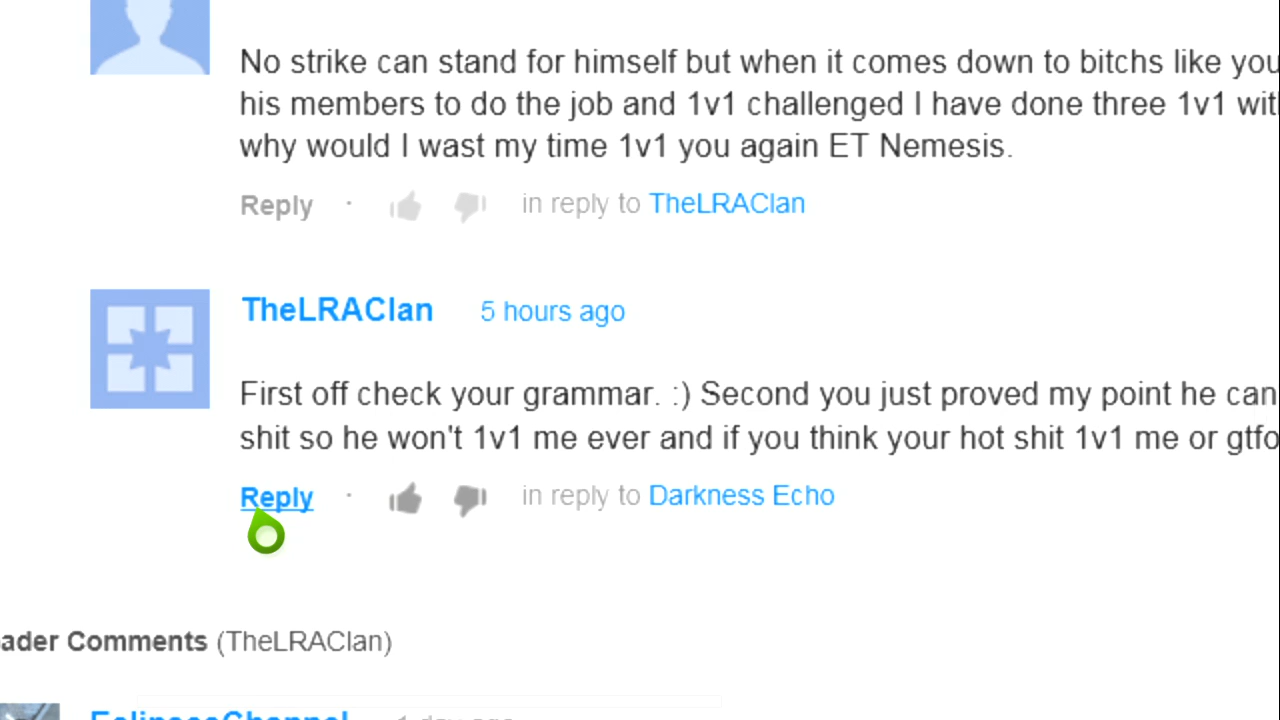 No strike can stand for himself but when it comes down to bitchs like you
his members to do the job and 1v1 challenged I have done three 1v1 wit
why would I wast my time 1v1 you again ET Nemesis.
Reply · in reply to TheLRAClan
TheLRAClan 5 hours ago
First off check your grammar. :) Second you just proved my point he can
shit so he won't 1v1 me ever and if you think your hot shit 1v1 me or gtfo
Reply · in reply to Darkness Echo
ader Comments (TheLRAClan)
EclipseeChannel 1 day ago